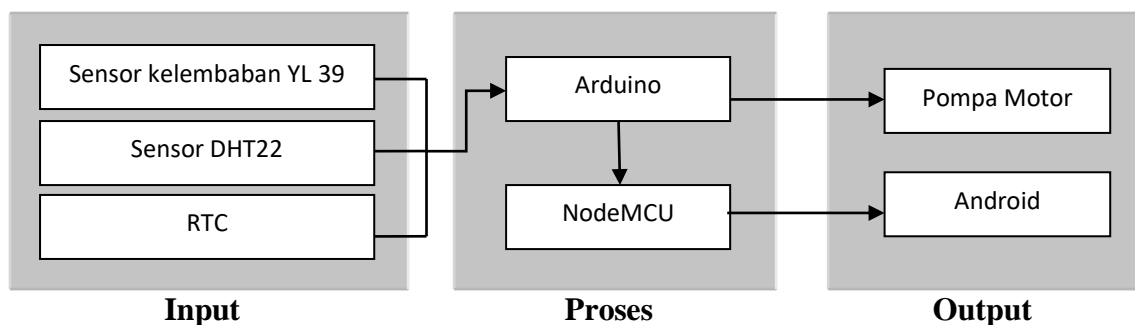 Sensor kelembaban YL 39
Sensor DHT22
RTC
Input
Arduino
NodeMCU
Proses
Pompa Motor
Android
Output